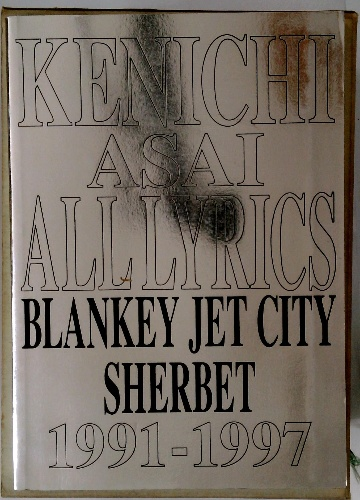 KENICHI
ASAI
ALL LYRICS
BLANKEY JET CITY
SHERBET
1991-1997